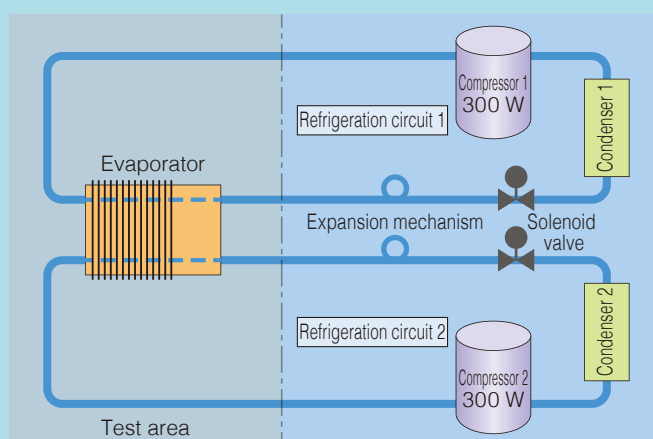 Compressor 1
300 W
Condenser 1
Refrigeration circuit 1
Evaporator
Expansion mechanism
Solenoid
valve
Condenser 2
Refrigeration circuit 2
Compressor 2
300 W
Test area